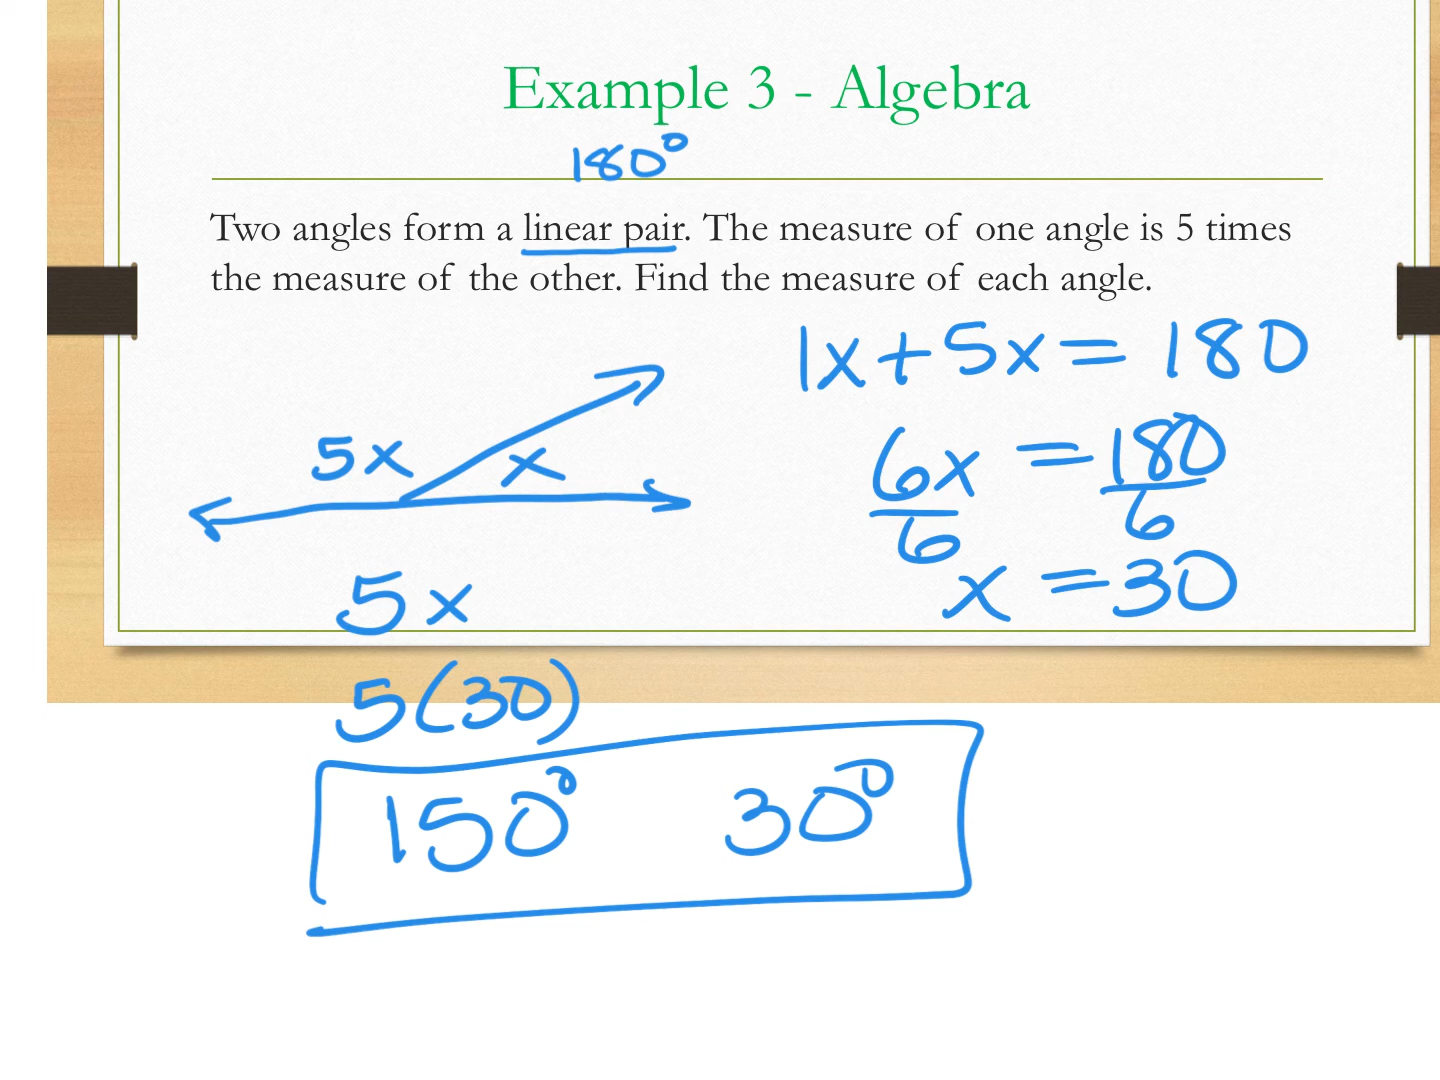 Example 3 - Algebra
180°
Two angles form a linear pair. The measure of one angle is 5 times
the measure of the other. Find the measure of each angle.
1x + 5x = 180
6x = 180
6 6
x = 30
5x x
5x
5(30)
150° 30°